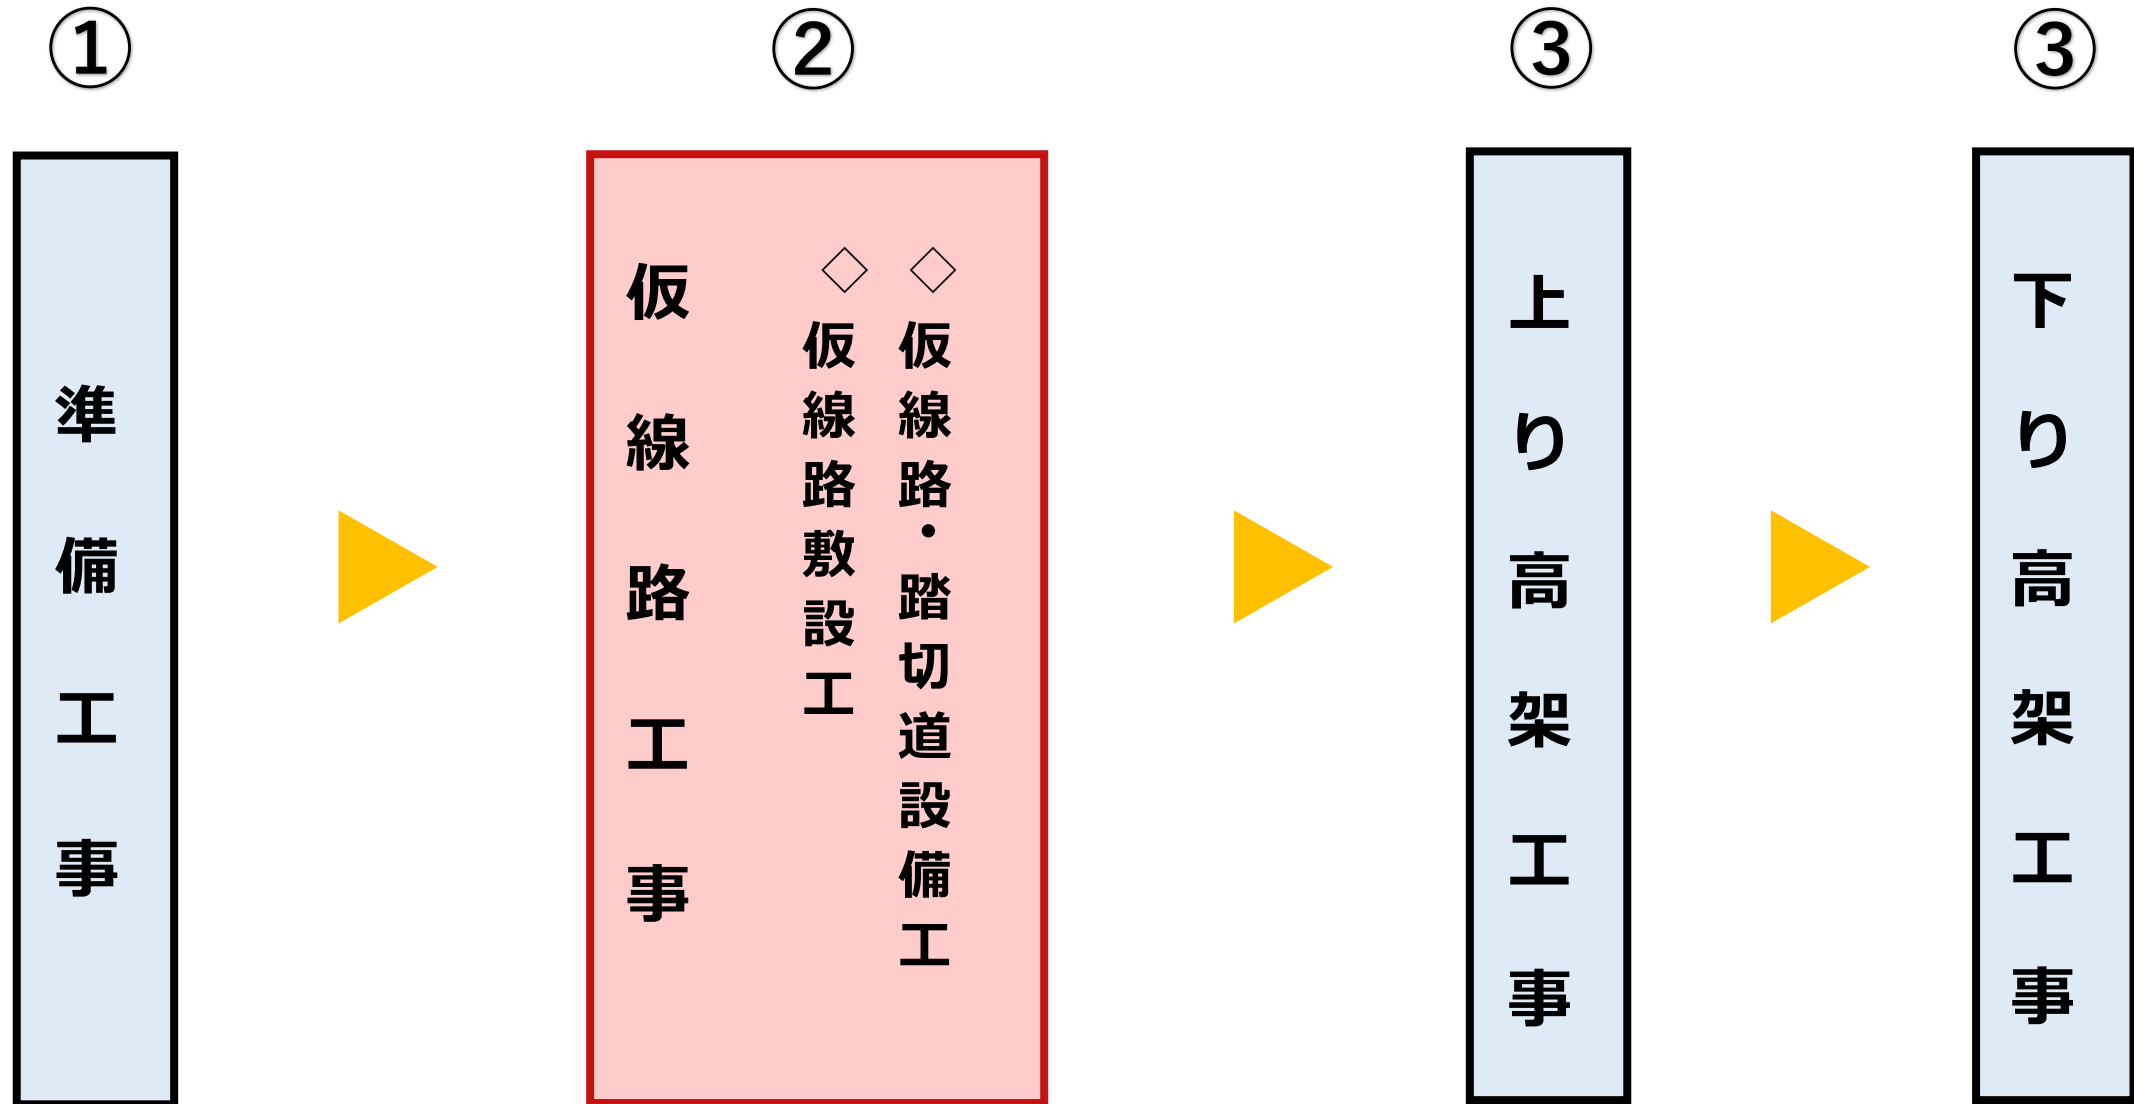 ①
準備工事
②
仮線路工事
◇仮線路・踏切道設備工
◇仮線路敷設工
③
上り高架工事
③
下り高架工事